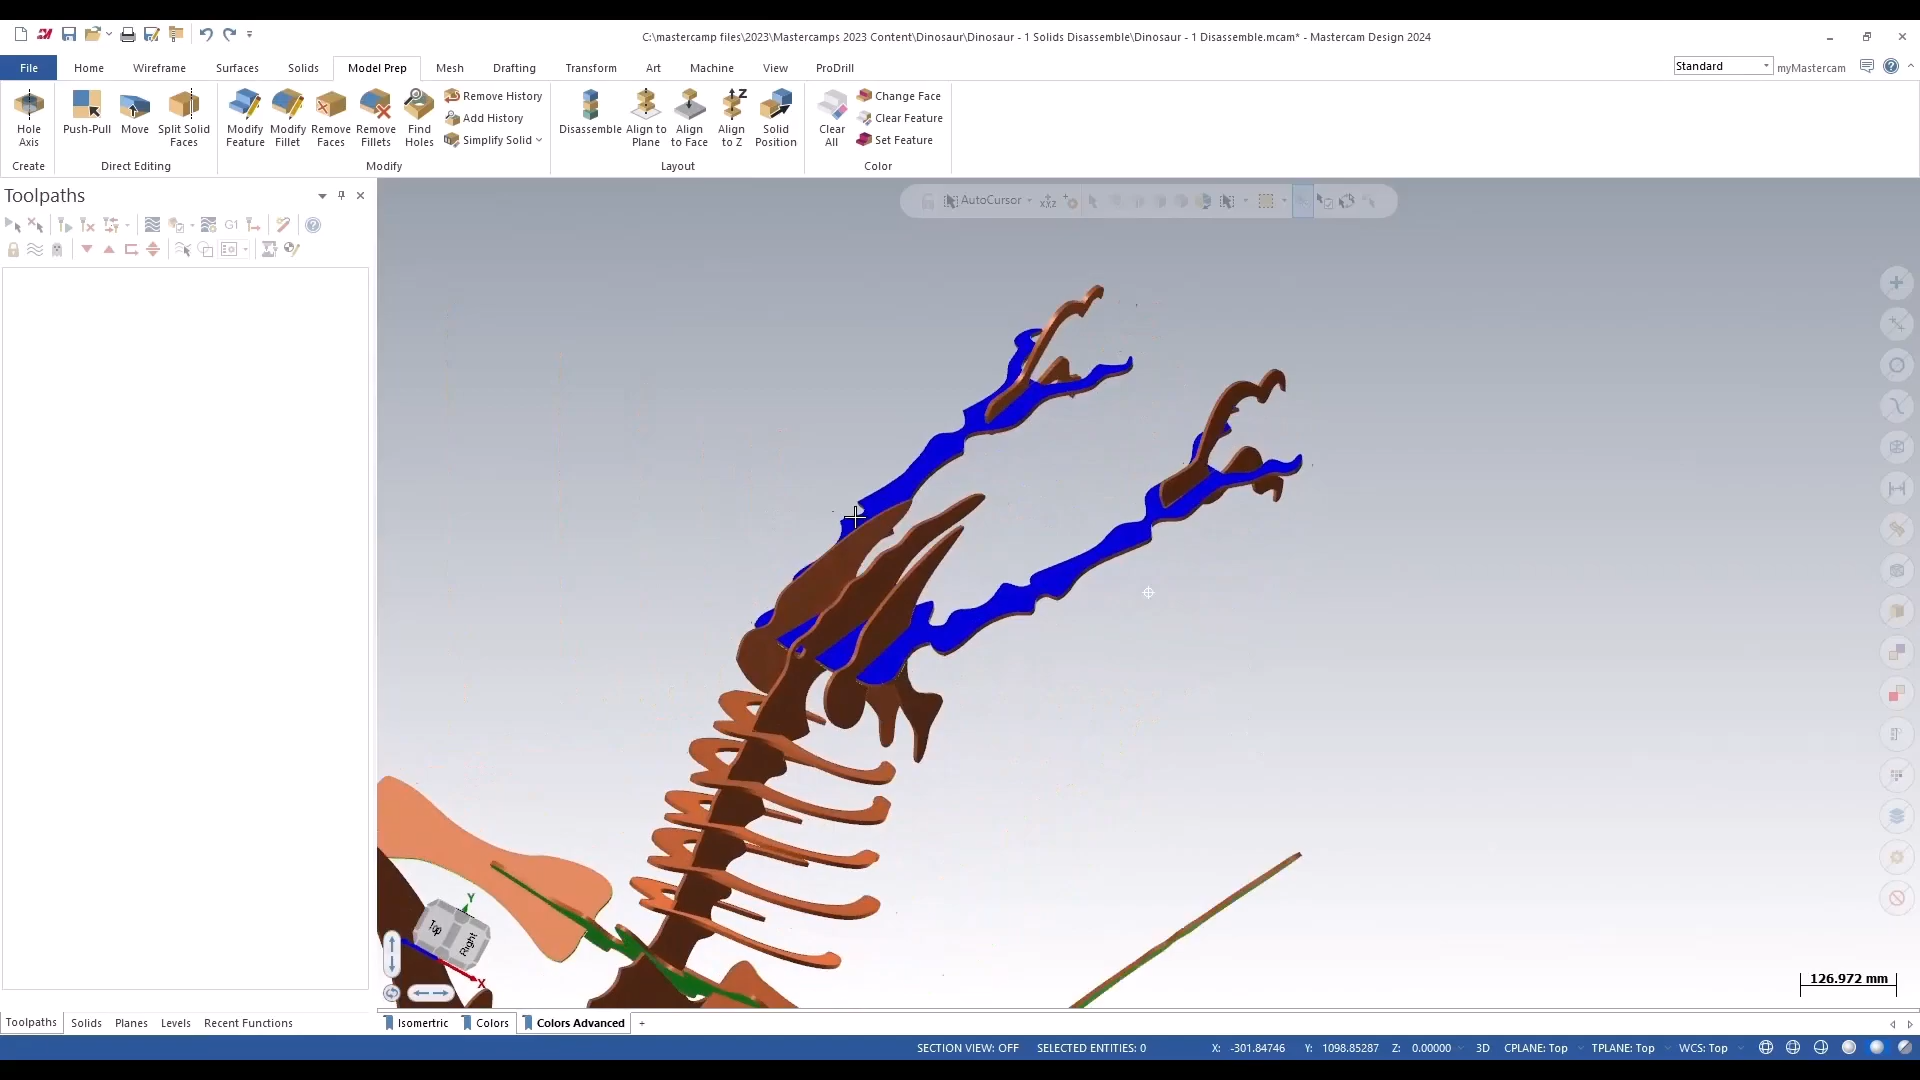 C:\mastercamp files\2023\Mastercamps 2023 Content\Dinosaur\Dinosaur - 1 Solids Disassemble\Dinosaur - 1 Disassemble.mcam* - Mastercam Design 2024
File Home Wireframe Surfaces Solids Model Prep Mesh Drafting Transform Art Machine View ProDrill Standard myMastercam
Hole Axis
Create
Push-Pull Move Split Solid Faces
Direct Editing
Modify Feature Modify Fillet Remove Faces Remove Fillets Find Holes
Remove History
Add History
Simplify Solid
Modify
Disassemble Align to Plane Align to Face Align to Z Solid Position
Layout
Clear All
Change Face
Clear Feature
Set Feature
Color
Toolpaths
G1
AutoCursor
XYZ
Y
Top
Right
X
126.972 mm
Toolpaths Solids Planes Levels Recent Functions
Isometric Colors Colors Advanced +
SECTION VIEW: OFF SELECTED ENTITIES: 0 X: -301.84746 Y: 1098.85287 Z: 0.00000 3D CPLANE: Top TPLANE: Top WCS: Top